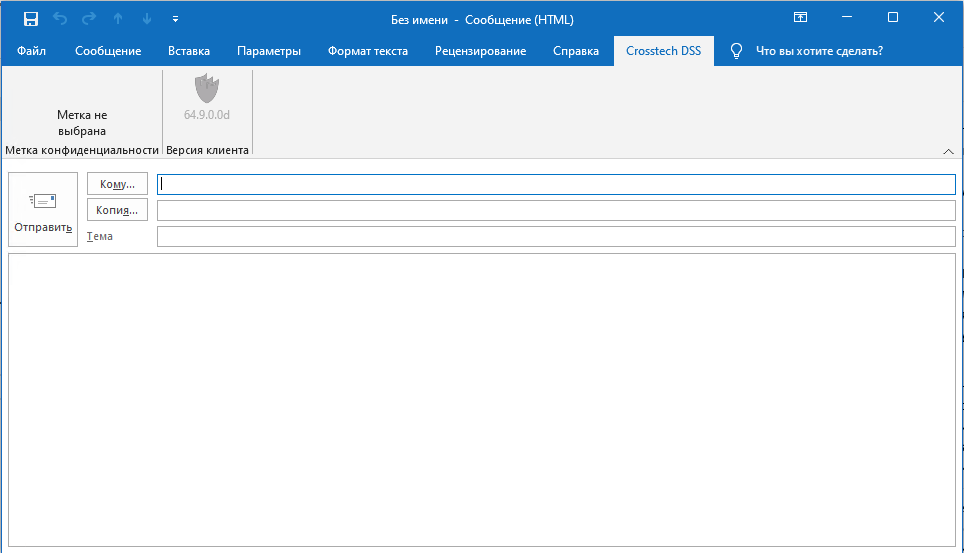 Без имени - Сообщение (HTML)
Файл Сообщение Вставка Параметры Формат текста Рецензирование Справка Crosstech DSS Что вы хотите сделать?
Метка не
выбрана
64.9.0.0d
Метка конфиденциальности Версия клиента
Кому...
Копия...
Отправить
Тема